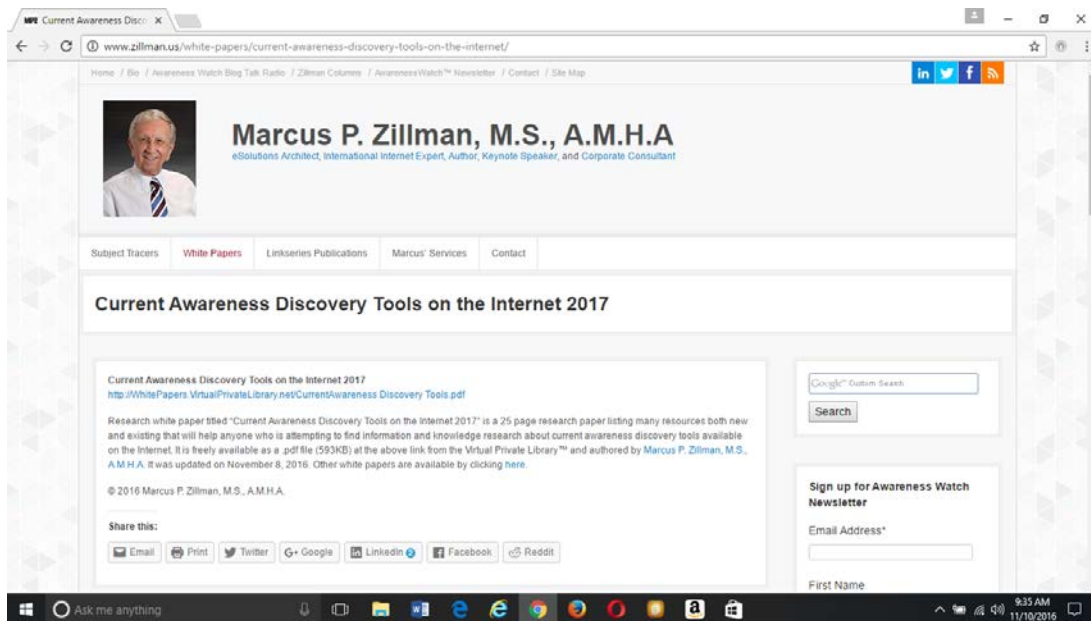 MPZ Current Awareness Disco
www.zillman.us/white-papers/current-awareness-discovery-tools-on-the-internet/
Home / Bio / Awareness Watch Blog Talk Radio / Zillman Columns / AwarenessWatch™ Newsletter / Contact / Site Map
Marcus P. Zillman, M.S., A.M.H.A
eSolutions Architect, International Internet Expert, Author, Keynote Speaker, and Corporate Consultant
Subject Tracers White Papers Linkseries Publications Marcus' Services Contact
Current Awareness Discovery Tools on the Internet 2017
Current Awareness Discovery Tools on the Internet 2017
http://WhitePapers.VirtualPrivateLibrary.net/CurrentAwareness Discovery Tools.pdf
Research white paper titled "Current Awareness Discovery Tools on the Internet 2017" is a 25 page research paper listing many resources both new
and existing that will help anyone who is attempting to find information and knowledge research about current awareness discovery tools available
on the Internet. It is freely available as a .pdf file (593KB) at the above link from the Virtual Private Library™ and authored by Marcus P. Zillman, M.S.,
A.M.H.A. It was updated on November 8, 2016. Other white papers are available by clicking here.
© 2016 Marcus P. Zillman, M.S., A.M.H.A.
Share this:
Email Print Twitter G+ Google LinkedIn 2 Facebook Reddit
Google™ Custom Search
Search
Sign up for Awareness Watch
Newsletter
Email Address*
First Name
Ask me anything
9:35 AM
11/10/2016